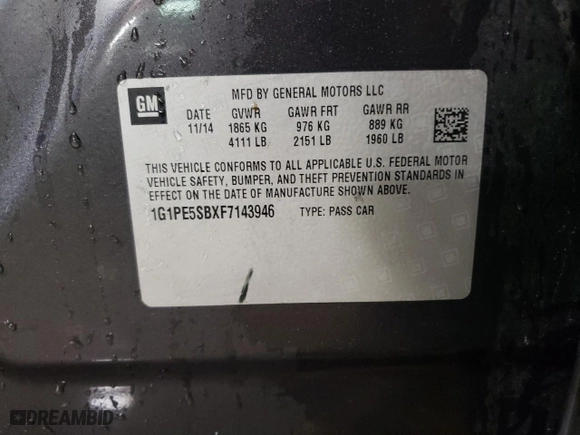 GM
MFD BY GENERAL MOTORS LLC
DATE GVWR GAWR FRT GAWR RR
11/14 1865 KG 976 KG 889 KG
4111 LB 2151 LB 1960 LB
THIS VEHICLE CONFORMS TO ALL APPLICABLE U.S. FEDERAL MOTOR
VEHICLE SAFETY, BUMPER, AND THEFT PREVENTION STANDARDS IN
EFFECT ON THE DATE OF MANUFACTURE SHOWN ABOVE.
1G1PE5SBXF7143946 TYPE: PASS CAR
DREAMBID